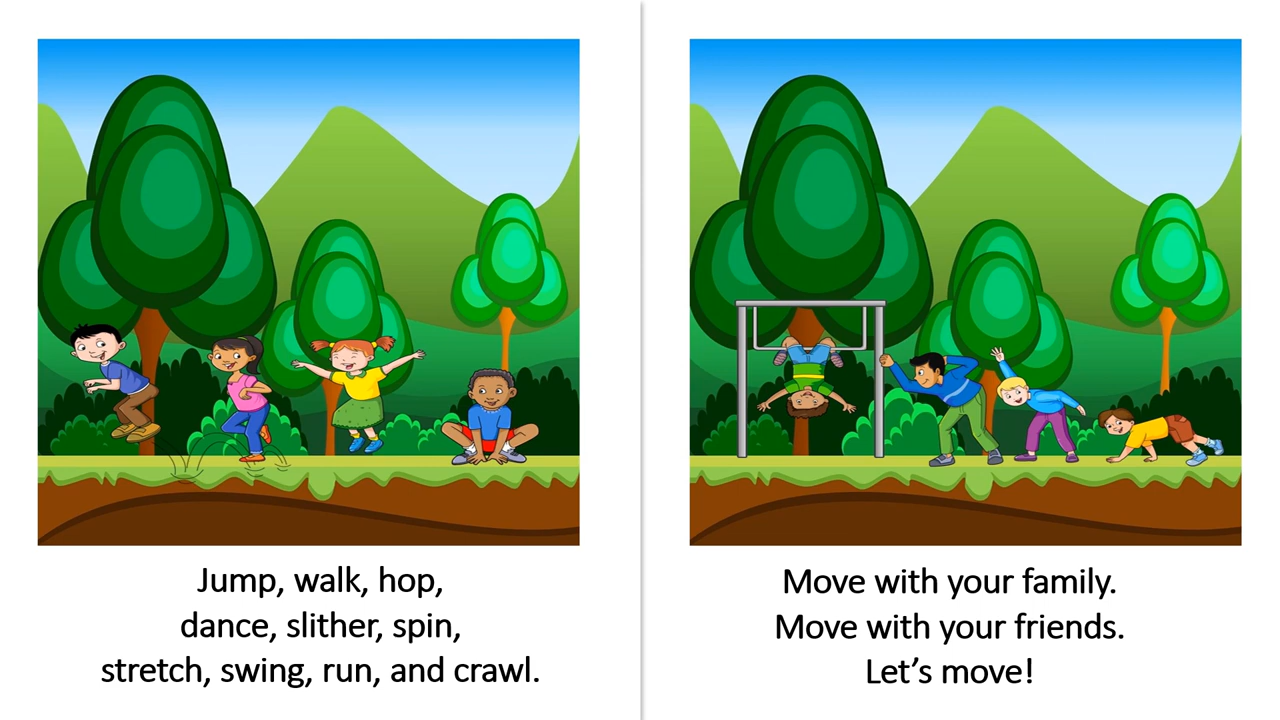 Jump, walk, hop,
dance, slither, spin,
stretch, swing, run, and crawl.
Move with your family.
Move with your friends.
Let’s move!